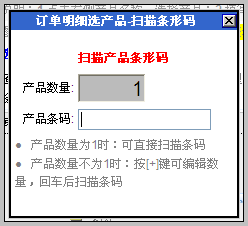 订单明细选产品-扫描条形码
扫描产品条形码
产品数量: 1
产品条码:
● 产品数量为1时：可直接扫描条码
● 产品数量不为1时：按[+]键可编辑数
量，回车后扫描条码